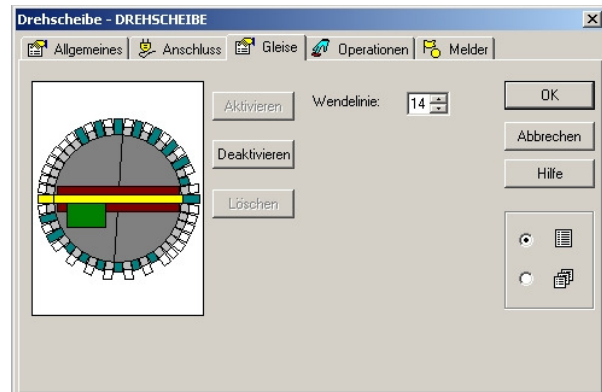 Drehscheibe - DREHSCHEIBE
Allgemeines Anschluss Gleise Operationen Melder
Aktivieren
Wendelinie: 14
Deaktivieren
Löschen
OK
Abbrechen
Hilfe